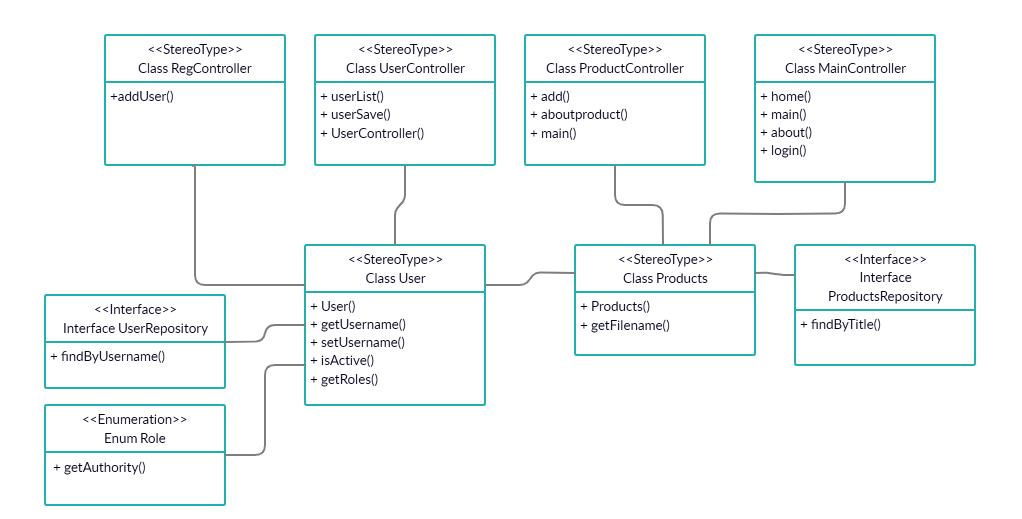 <<StereoType>>
Class RegController
+addUser()
<<StereoType>>
Class UserController
+ userList()
+ userSave()
+ UserController()
<<StereoType>>
Class ProductController
+ add()
+ aboutproduct()
+ main()
<<StereoType>>
Class MainController
+ home()
+ main()
+ about()
+ login()
<<StereoType>>
Class User
+ User()
+ getUsername()
+ setUsername()
+ isActive()
+ getRoles()
<<StereoType>>
Class Products
+ Products()
+ getFilename()
<<Interface>>
Interface
ProductsRepository
+ findByTitle()
<<Interface>>
Interface UserRepository
+ findByUsername()
<<Enumeration>>
Enum Role
+ getAuthority()